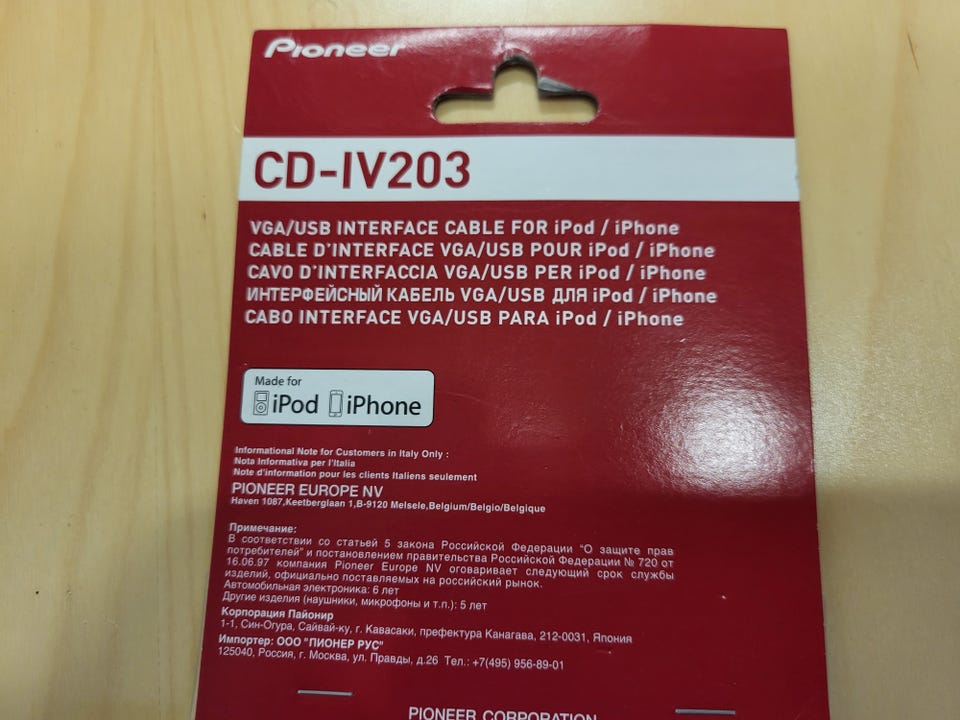 Pioneer
CD-IV203
VGA/USB INTERFACE CABLE FOR iPod / iPhone
CABLE D'INTERFACE VGA/USB POUR iPod / iPhone
CAVO D'INTERFACCIA VGA/USB PER iPod / iPhone
ИНТЕРФЕЙСНЫЙ КАБЕЛЬ VGA/USB ДЛЯ iPod / iPhone
CABO INTERFACE VGA/USB PARA iPod / iPhone
Made for
iPod iPhone
Informational Note for Customers in Italy Only :
Nota Informativa per l'Italia
Note d'information pour les clients Italiens seulement
PIONEER EUROPE NV
Haven 1087,Keetberglaan 1,B-9120 Melsele,Belgium/Belgio/Belgique
Примечание:
В соответствии со статьей 5 закона Российской Федерации "О защите прав
потребителей" и постановлением правительства Российской Федерации № 720 от
16.06.97 компания Pioneer Europe NV оговаривает следующий срок службы
изделий, официально поставляемых на российский рынок.
Автомобильная электроника: 6 лет
Другие изделия (наушники, микрофоны и т.п.): 5 лет
Корпорация Пайонир
1-1, Син-Огура, Сайвай-ку, г. Кавасаки, префектура Канагава, 212-0031, Япония
Импортер: ООО "ПИОНЕР РУС"
125040, Россия, г. Москва, ул. Правды, д.26 Тел.: +7(495) 956-89-01
PIONEER CORPORATION